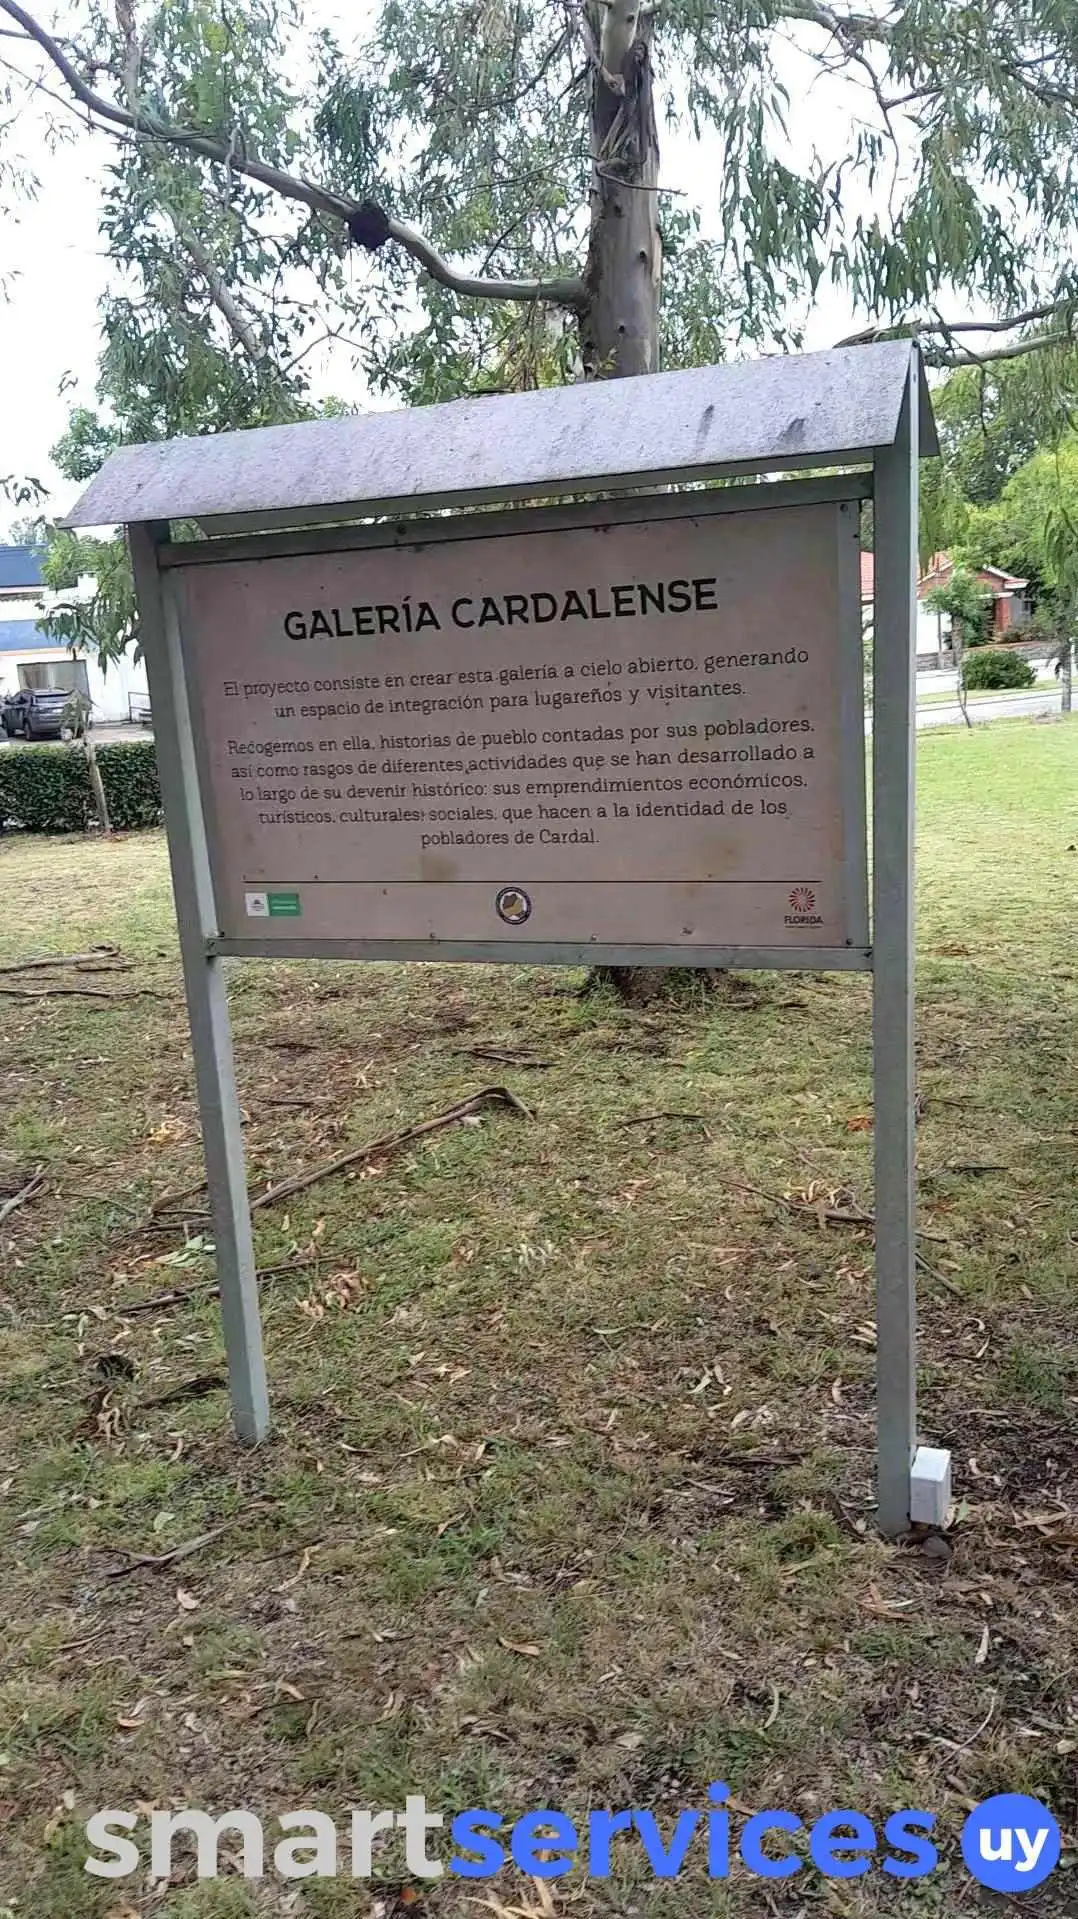 GALERÍA CARDALENSE
El proyecto consiste en crear esta galería a cielo abierto, generando
un espacio de integración para lugareños y visitantes.
Recogemos en ella, historias de pueblo contadas por sus pobladores,
así como rasgos de diferentes actividades que se han desarrollado a
lo largo de su devenir histórico: sus emprendimientos económicos,
turísticos, culturales, sociales, que hacen a la identidad de los
pobladores de Cardal.
FLORIDA
smartservices uy